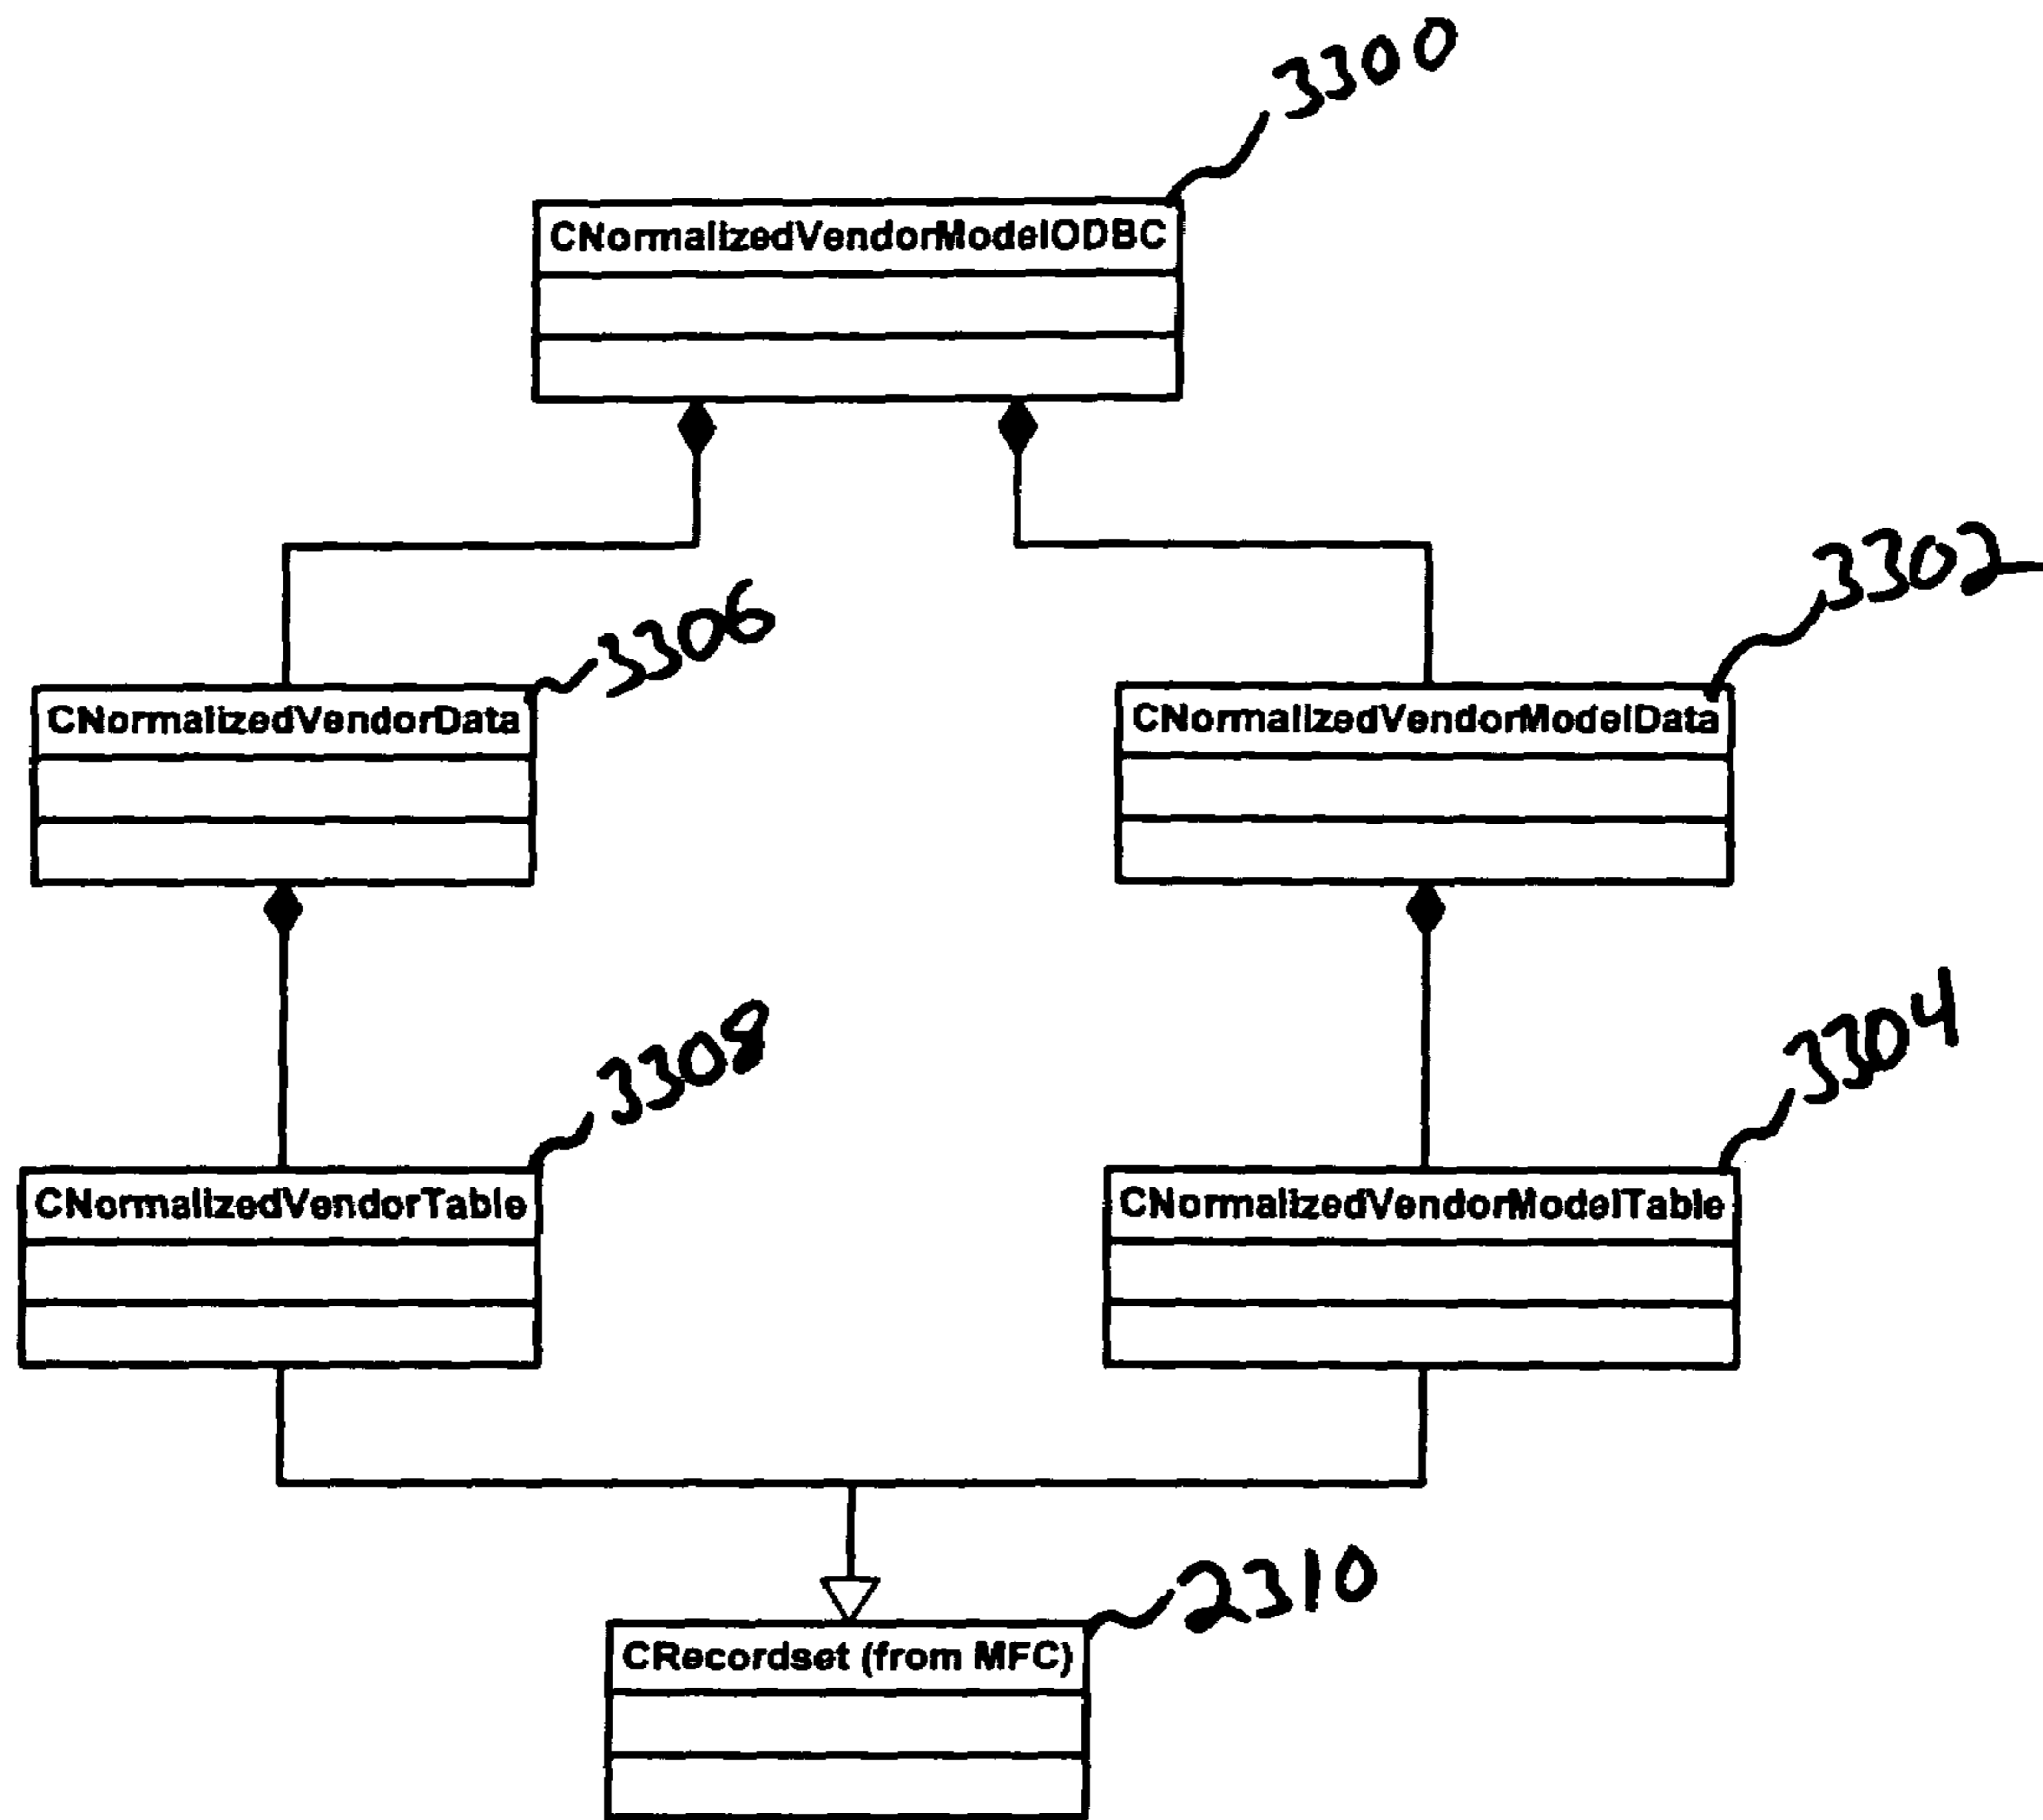 3300
CNormalizedVendorModelODBC
3306
3302
CNormalizedVendorData
CNormalizedVendorModelData
3308
3304
CNormalizedVendorTable
CNormalizedVendorModelTable
2310
CRecordset (from MFC)